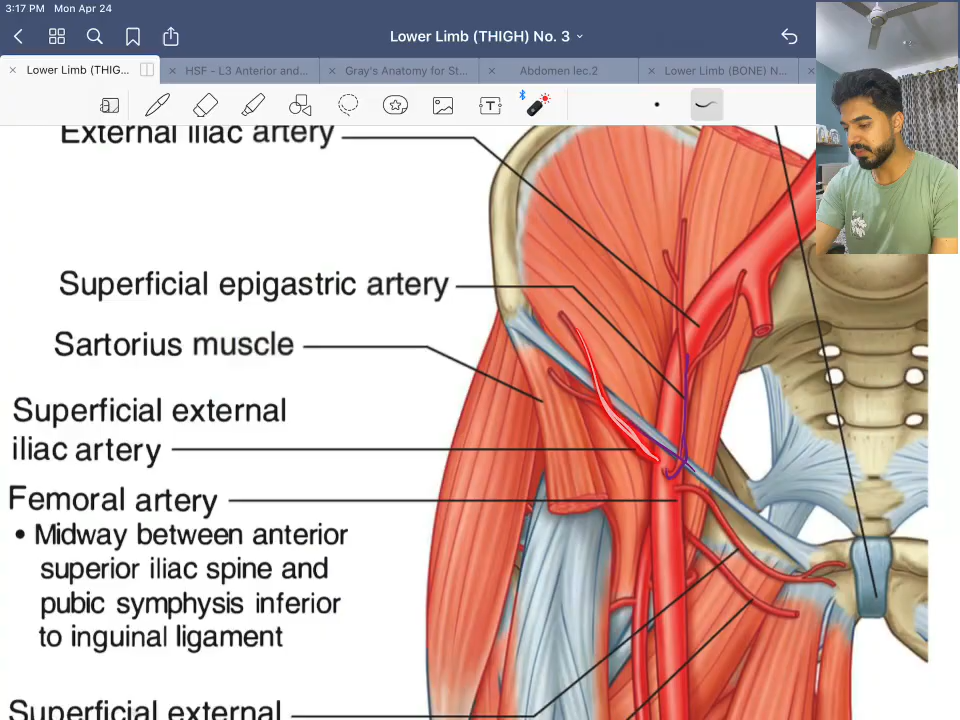 3:17 PM Mon Apr 24
Lower Limb (THIGH) No. 3
Lower Limb (THIG...
HSF - L3 Anterior and...
Gray's Anatomy for St...
Abdomen lec.2
Lower Limb (BONE) N...
External iliac artery
Superficial epigastric artery
Sartorius muscle
Superficial external
iliac artery
Femoral artery
• Midway between anterior
superior iliac spine and
pubic symphysis inferior
to inguinal ligament
Superficial external